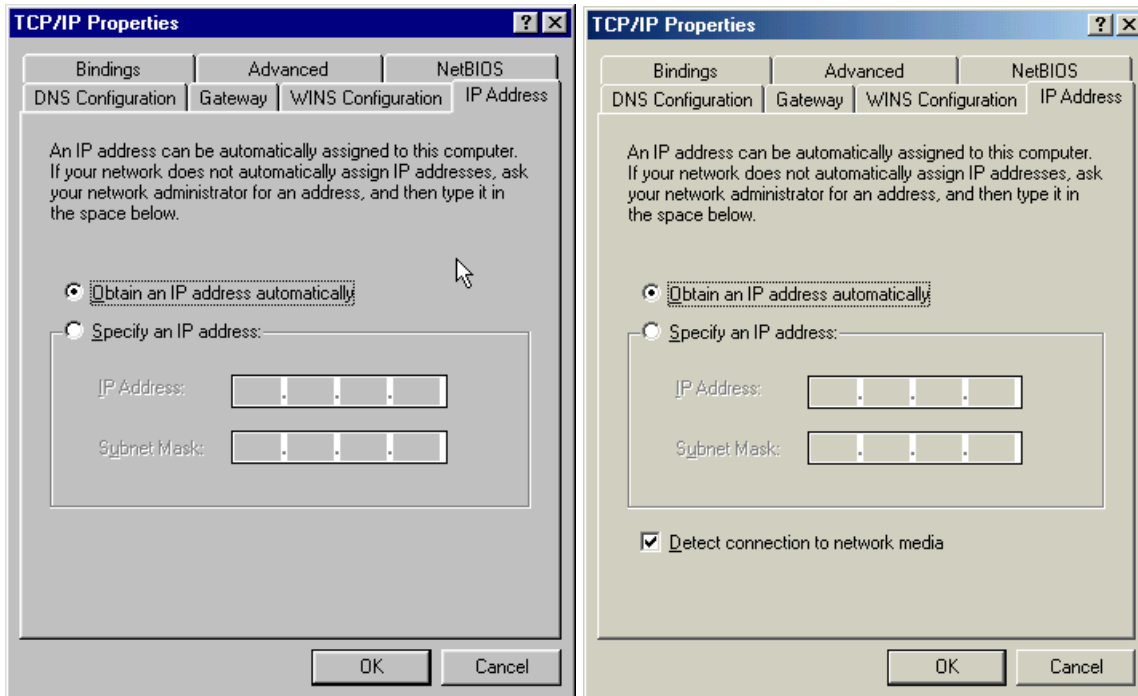 TCP/IP Properties
Bindings Advanced NetBIOS
DNS Configuration Gateway WINS Configuration IP Address
An IP address can be automatically assigned to this computer.
If your network does not automatically assign IP addresses, ask
your network administrator for an address, and then type it in
the space below.
Obtain an IP address automatically
Specify an IP address:
IP Address:
Subnet Mask:
OK Cancel
TCP/IP Properties
Bindings Advanced NetBIOS
DNS Configuration Gateway WINS Configuration IP Address
An IP address can be automatically assigned to this computer.
If your network does not automatically assign IP addresses, ask
your network administrator for an address, and then type it in
the space below.
Obtain an IP address automatically
Specify an IP address:
IP Address:
Subnet Mask:
Detect connection to network media
OK Cancel